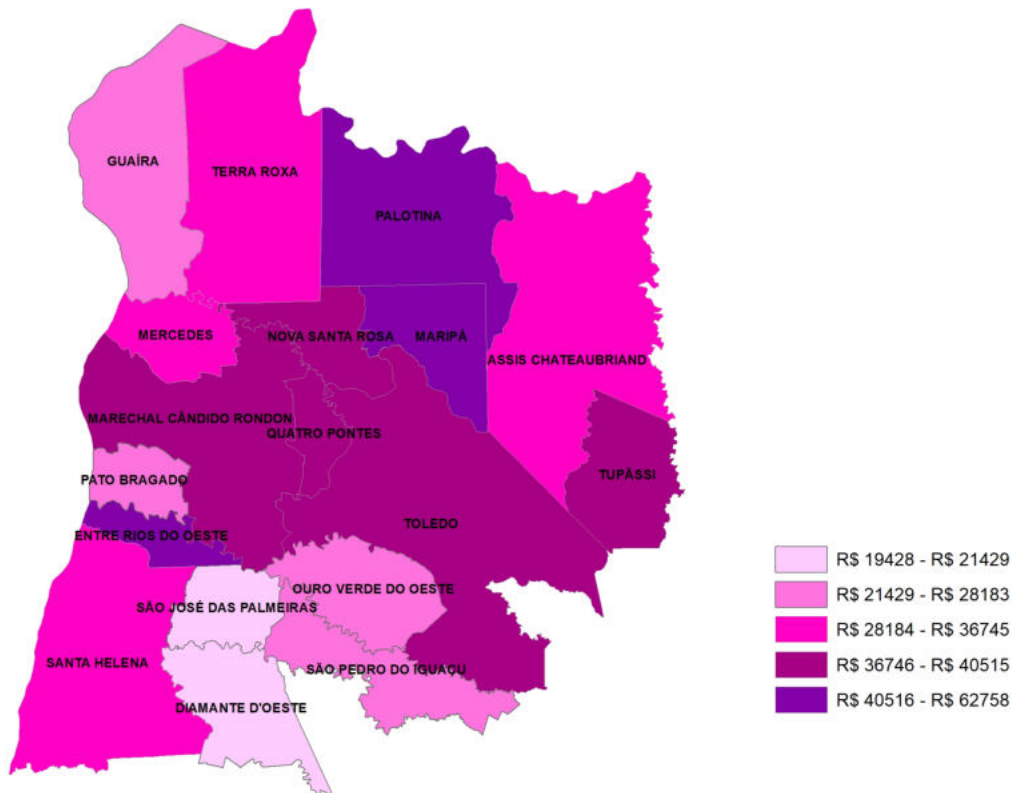 GUAÍRA
TERRA ROXA
PALOTINA
MERCEDES
NOVA SANTA ROSA
MARIPÁ
ASSIS CHATEAUBRIAND
MARECHAL CÂNDIDO RONDON
QUATRO PONTES
PATO BRAGADO
TUPÃSSI
TOLEDO
ENTRE RIOS DO OESTE
OURO VERDE DO OESTE
SÃO JOSÉ DAS PALMEIRAS
SANTA HELENA
SÃO PEDRO DO IGUAÇU
DIAMANTE D'OESTE
R$ 19428 - R$ 21429
R$ 21429 - R$ 28183
R$ 28184 - R$ 36745
R$ 36746 - R$ 40515
R$ 40516 - R$ 62758